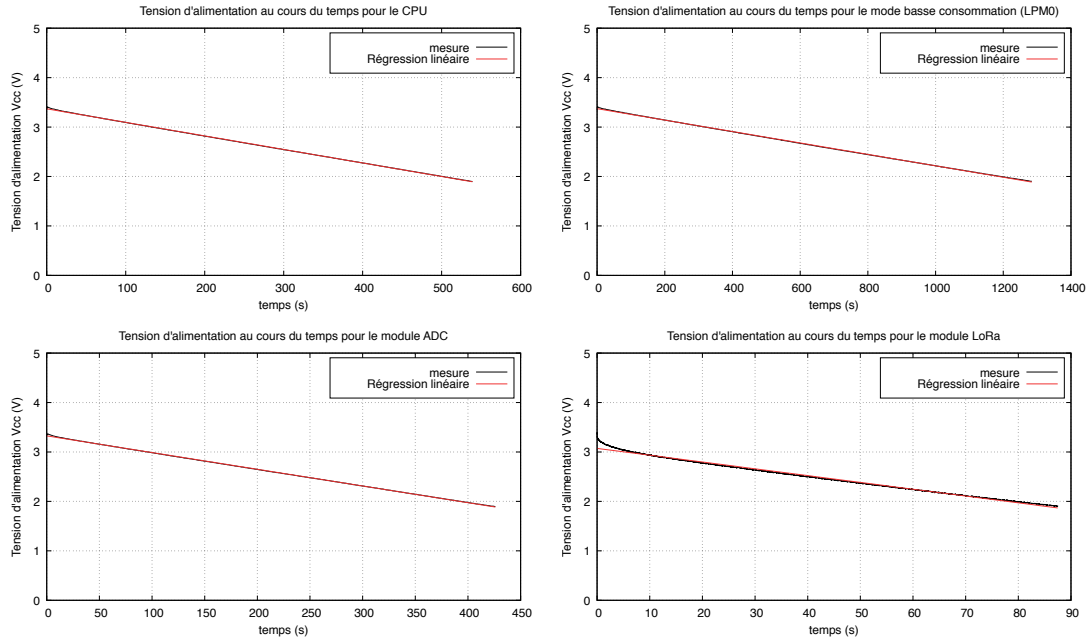 Tension d'alimentation au cours du temps pour le CPU
mesure
Régression linéaire
Tension d'alimentation Vcc (V)
5
4
3
2
1
0
0 100 200 300 400 500 600
temps (s)
Tension d'alimentation au cours du temps pour le mode basse consommation (LPM0)
mesure
Régression linéaire
Tension d'alimentation Vcc (V)
5
4
3
2
1
0
0 200 400 600 800 1000 1200 1400
temps (s)
Tension d'alimentation au cours du temps pour le module ADC
mesure
Régression linéaire
Tension d'alimentation Vcc (V)
5
4
3
2
1
0
0 50 100 150 200 250 300 350 400 450
temps (s)
Tension d'alimentation au cours du temps pour le module LoRa
mesure
Régression linéaire
Tension d'alimentation Vcc (V)
5
4
3
2
1
0
0 10 20 30 40 50 60 70 80 90
temps (s)